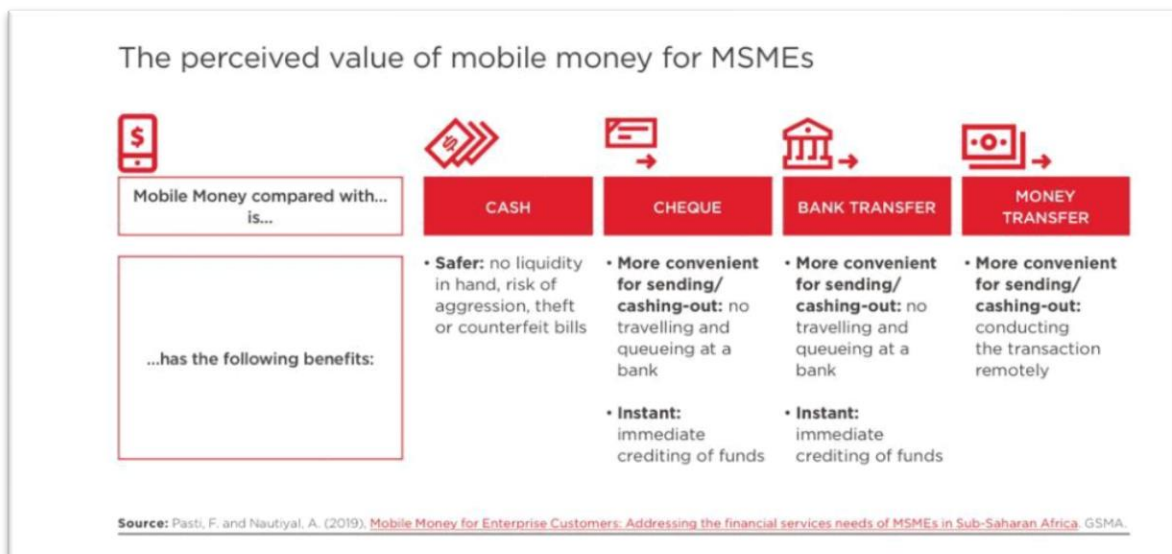 The perceived value of mobile money for MSMEs
$
$
Mobile Money compared with...
is...
CASH
CHEQUE
BANK TRANSFER
MONEY
TRANSFER
...has the following benefits:
• Safer: no liquidity
in hand, risk of
aggression, theft
or counterfeit bills
• More convenient
for sending/
cashing-out: no
travelling and
queueing at a
bank
• Instant:
immediate
crediting of funds
• More convenient
for sending/
cashing-out: no
travelling and
queueing at a
bank
• Instant:
immediate
crediting of funds
• More convenient
for sending/
cashing-out:
conducting
the transaction
remotely
Source: Pasti, F. and Nautiyal, A. (2019), Mobile Money for Enterprise Customers: Addressing the financial services needs of MSMEs in Sub-Saharan Africa. GSMA.